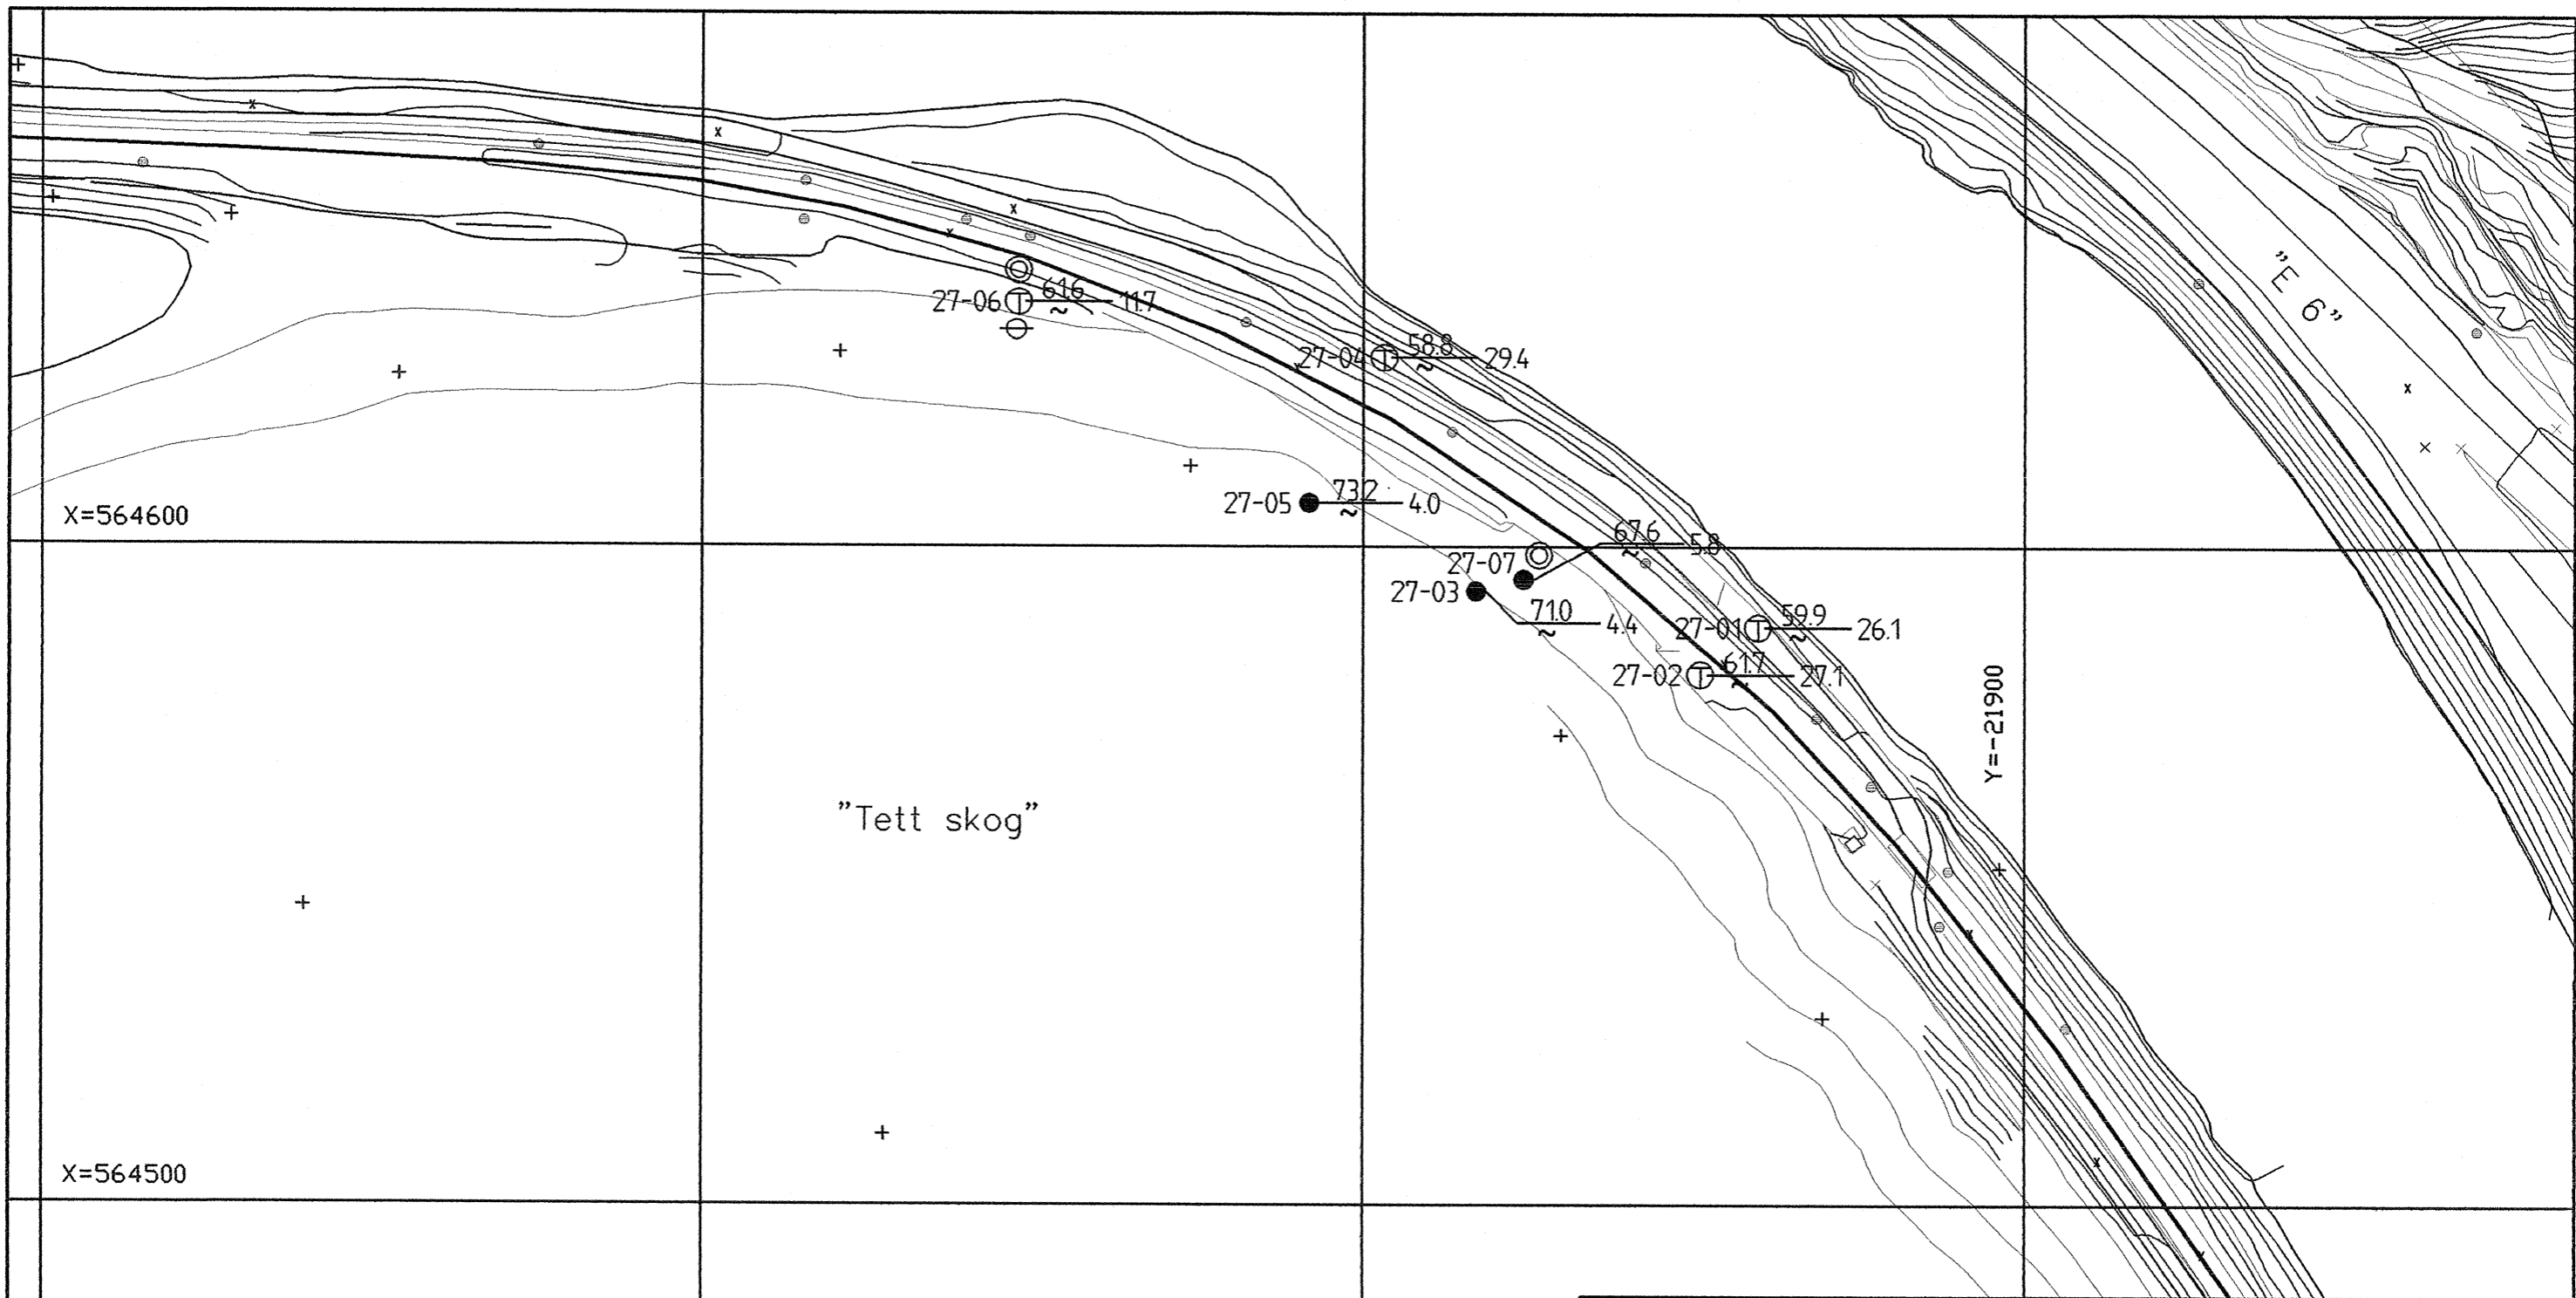 "E 6"
27-06 61.6 11.7
27-04 58.8 29.4
27-05 73.2 4.0
X=564600
67.6 5.8
27-07
27-03
71.0 4.4
27-01 59.9 26.1
27-02 61.7 27.1
Y=-21900
"Tett skog"
X=564500